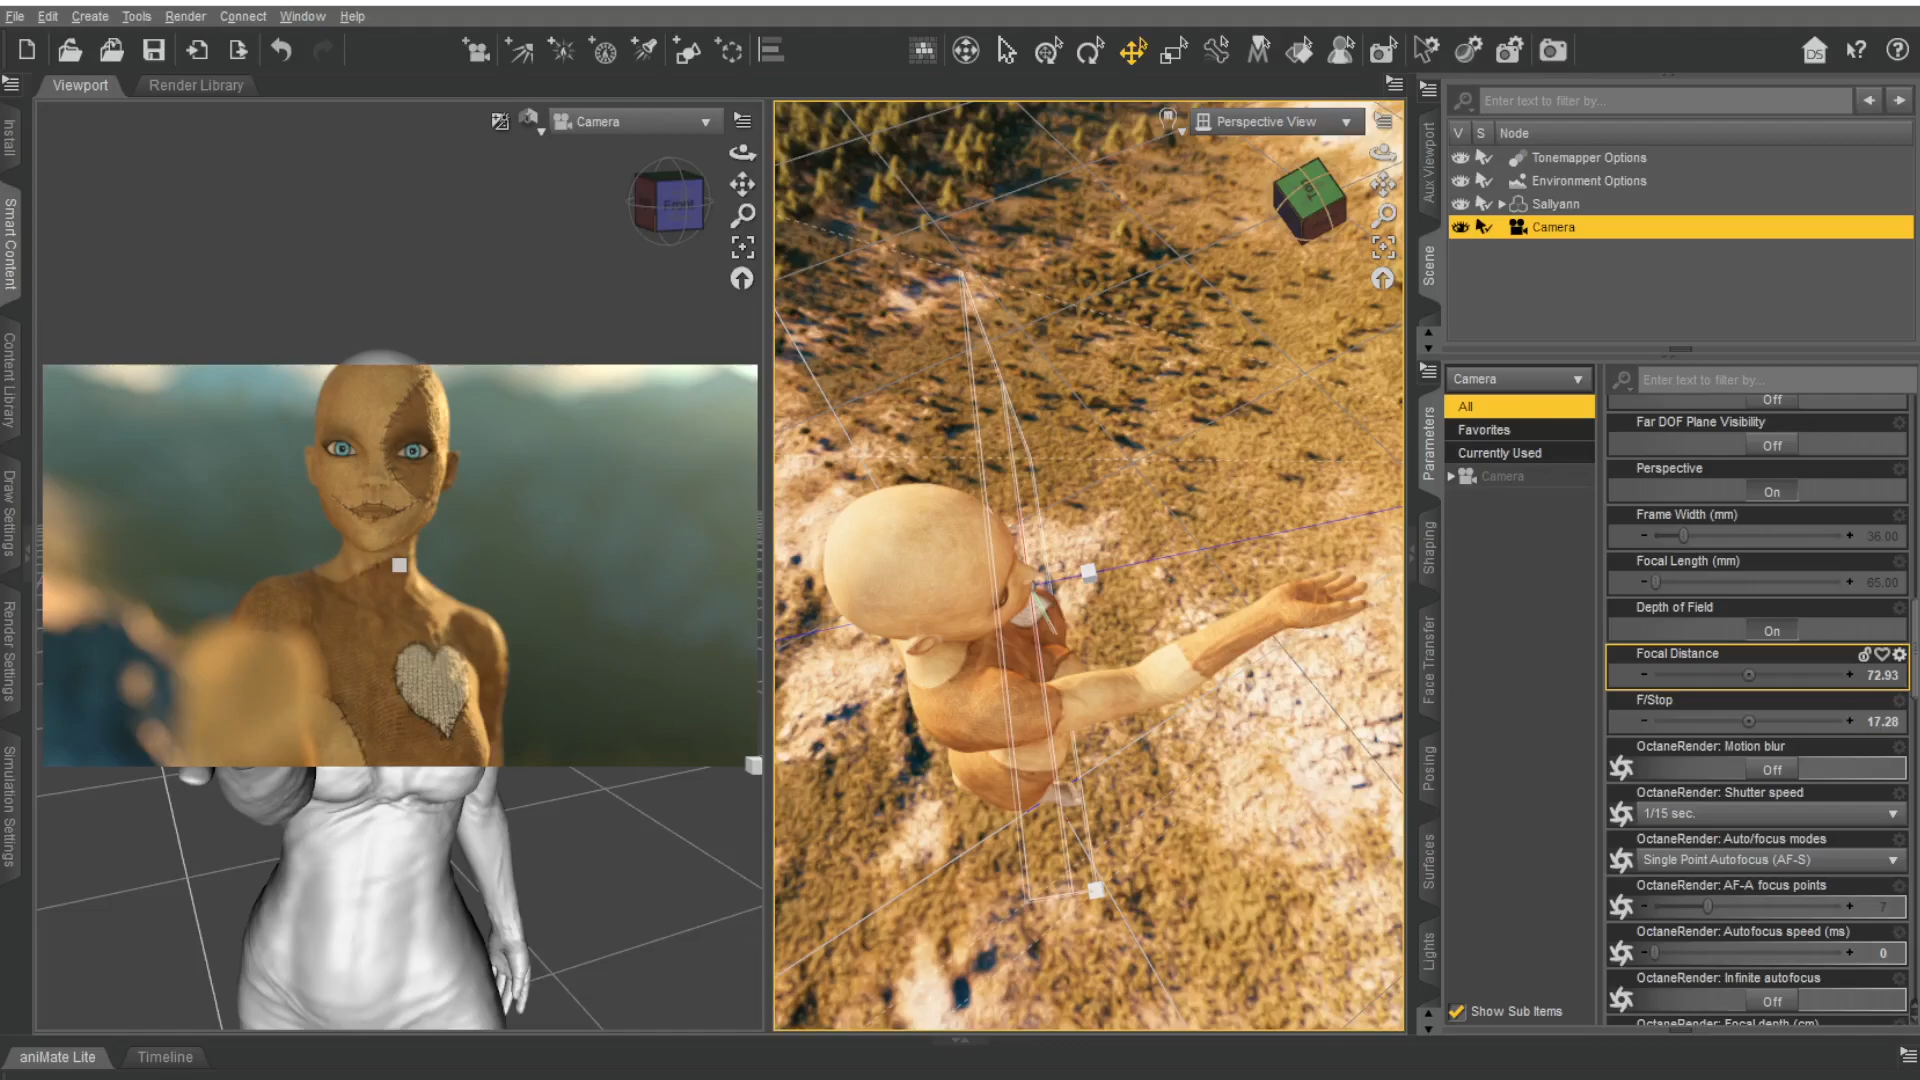 File Edit Create Tools Render Connect Window Help
DS
Viewport Render Library
Camera
Front
Perspective View
Install
Smart Content
Content Library
Draw Settings
Render Settings
Simulation Settings
Aux Viewport
Scene
Parameters
Shaping
Face Transfer
Posing
Surfaces
Lights
Enter text to filter by...
V S Node
Tonemapper Options
Environment Options
Sallyann
Camera
Camera
All
Favorites
Currently Used
Camera
Show Sub Items
Enter text to filter by...
Off
Far DOF Plane Visibility
Off
Perspective
On
Frame Width (mm)
- + 36.00
Focal Length (mm)
- + 65.00
Depth of Field
On
Focal Distance
- + 72.93
F/Stop
- + 17.28
OctaneRender: Motion blur
Off
OctaneRender: Shutter speed
1/15 sec.
OctaneRender: Auto/focus modes
Single Point Autofocus (AF-S)
OctaneRender: AF-A focus points
- + 7
OctaneRender: Autofocus speed (ms)
- + 0
OctaneRender: Infinite autofocus
Off
OctaneRender: Focal depth (cm)
aniMate Lite Timeline